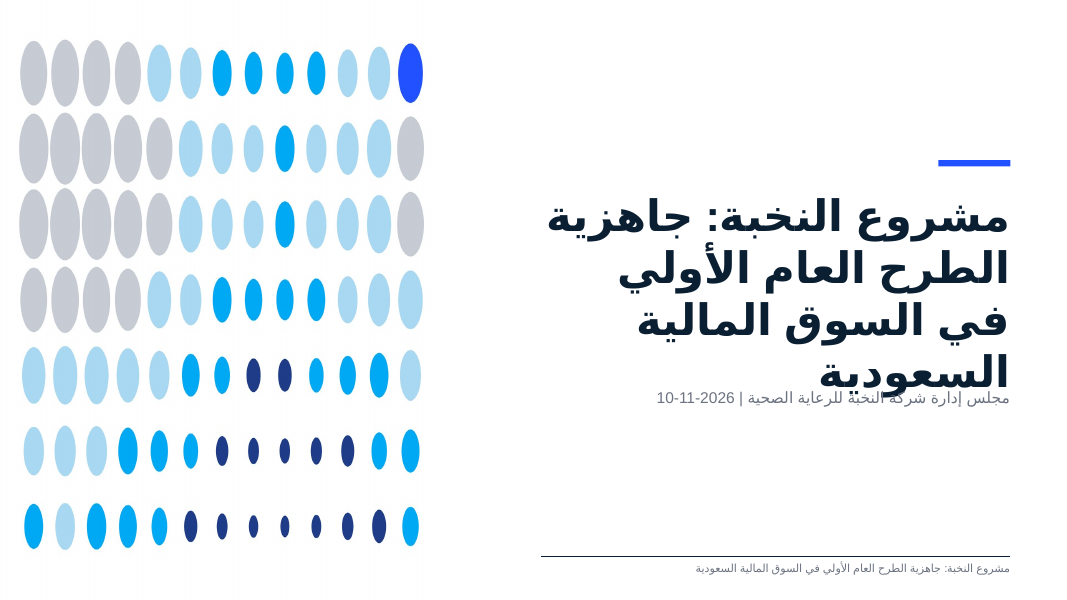 مشروع النخبة: جاهزية
الطرح العام الأولي
في السوق المالية
السعودية
مجلس إدارة شركة النخبة للرعاية الصحية | 2026-11-10
مشروع النخبة: جاهزية الطرح العام الأولي في السوق المالية السعودية